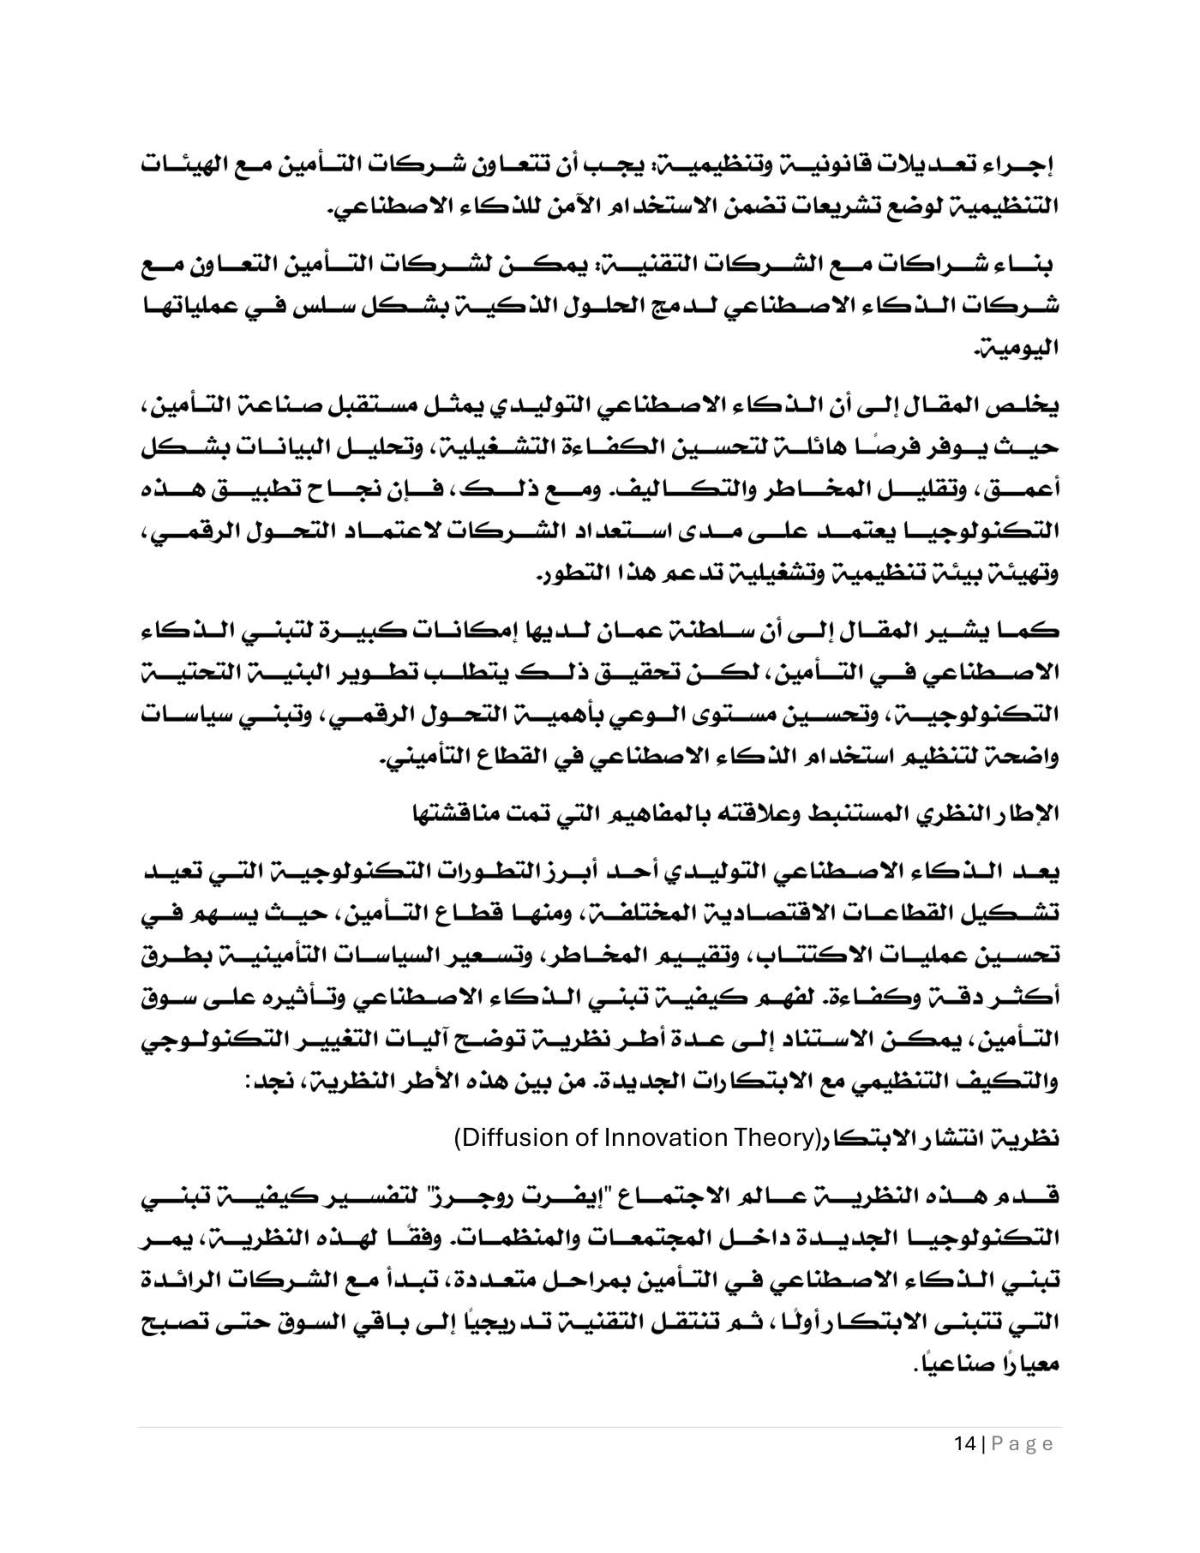 إجراء تعديلات قانونية وتنظيمية: يجب أن تتعاون شركات التأمين مع الهيئات
التنظيمية لوضع تشريعات تضمن الاستخدام الآمن للذكاء الاصطناعي.
بناء شراكات مع الشركات التقنية: يمكن لشركات التأمين التعاون مع
شركات الذكاء الاصطناعي لدمج الحلول الذكية بشكل سلس في عملياتها
اليومية.
يخلص المقال إلى أن الذكاء الاصطناعي التوليدي يمثل مستقبل صناعة التأمين،
حيث يوفر فرصًا هائلة لتحسين الكفاءة التشغيلية، وتحليل البيانات بشكل
أعمق، وتقليل المخاطر والتكاليف. ومع ذلك، فإن نجاح تطبيق هذه
التكنولوجيا يعتمد على مدى استعداد الشركات لاعتماد التحول الرقمي،
وتهيئة بيئة تنظيمية وتشغيلية تدعم هذا التطور.
كما يشير المقال إلى أن سلطنة عمان لديها إمكانات كبيرة لتبني الذكاء
الاصطناعي في التأمين، لكن تحقيق ذلك يتطلب تطوير البنية التحتية
التكنولوجية، وتحسين مستوى الوعي بأهمية التحول الرقمي، وتبني سياسات
واضحة لتنظيم استخدام الذكاء الاصطناعي في القطاع التأميني.
الإطار النظري المستنبط وعلاقته بالمفاهيم التي تمت مناقشتها
يعد الذكاء الاصطناعي التوليدي أحد أبرز التطورات التكنولوجية التي تعيد
تشكيل القطاعات الاقتصادية المختلفة، ومنها قطاع التأمين، حيث يسهم في
تحسين عمليات الاكتتاب، وتقييم المخاطر، وتسعير السياسات التأمينية بطرق
أكثر دقة وكفاءة. لفهم كيفية تبني الذكاء الاصطناعي وتأثيره على سوق
التأمين، يمكن الاستناد إلى عدة أطر نظرية توضح آليات التغيير التكنولوجي
والتكيف التنظيمي مع الابتكارات الجديدة. من بين هذه الأطر النظرية، نجد:
نظرية انتشار الابتكار(Diffusion of Innovation Theory)
قدم هذه النظرية عالم الاجتماع "إيفرت روجرز" لتفسير كيفية تبني
التكنولوجيا الجديدة داخل المجتمعات والمنظمات. وفقًا لهذه النظرية، يمر
تبني الذكاء الاصطناعي في التأمين بمراحل متعددة، تبدأ مع الشركات الرائدة
التي تتبنى الابتكار أولًا، ثم تنتقل التقنية تدريجيًا إلى باقي السوق حتى تصبح
معيارًا صناعيًا.
14 | Page